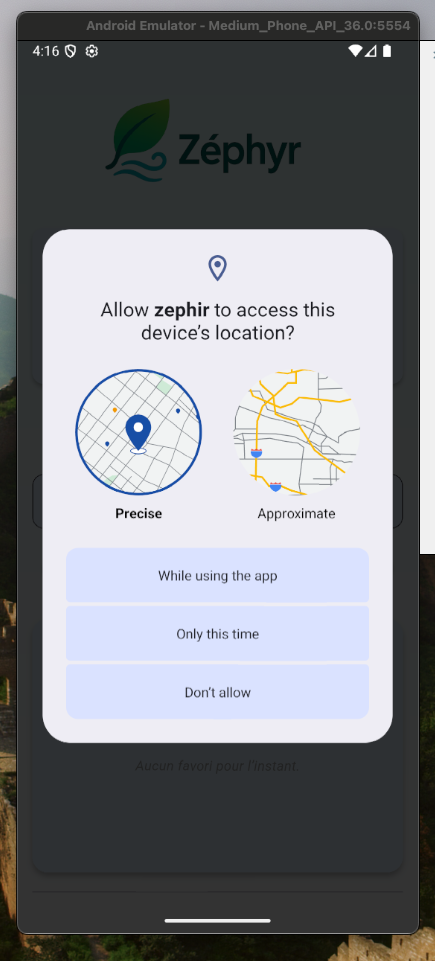 Android Emulator - Medium_Phone_API_36.0:5554
4:16
Zéphyr
Allow zephir to access this
device’s location?
Precise
Approximate
While using the app
Only this time
Don’t allow
Aucun favori pour l’instant.